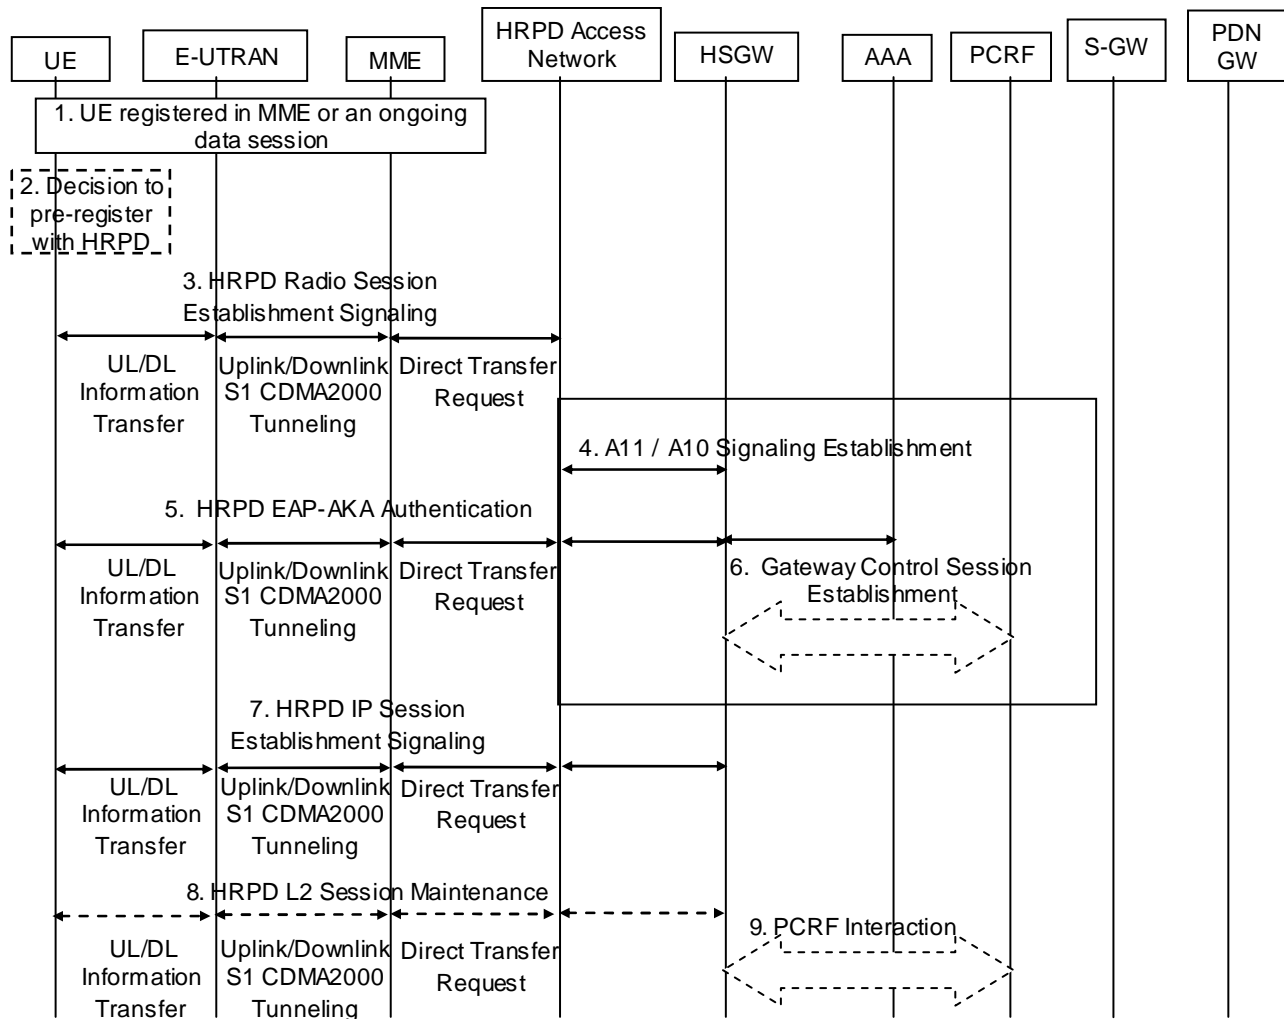 UE
E-UTRAN
MME
HRPD Access
Network
HSGW
AAA
PCRF
S-GW
PDN
GW
1. UE registered in MME or an ongoing
data session
2. Decision to
pre-register
with HRPD
3. HRPD Radio Session
Establishment Signaling
UL/DL
Information
Transfer
Uplink/Downlink
S1 CDMA2000
Tunneling
Direct Transfer
Request
4. A11 / A10 Signaling Establishment
5. HRPD EAP-AKA Authentication
UL/DL
Information
Transfer
Uplink/Downlink
S1 CDMA2000
Tunneling
Direct Transfer
Request
6. Gateway Control Session
Establishment
7. HRPD IP Session
Establishment Signaling
UL/DL
Information
Transfer
Uplink/Downlink
S1 CDMA2000
Tunneling
Direct Transfer
Request
8. HRPD L2 Session Maintenance
UL/DL
Information
Transfer
Uplink/Downlink
S1 CDMA2000
Tunneling
Direct Transfer
Request
9. PCRF Interaction